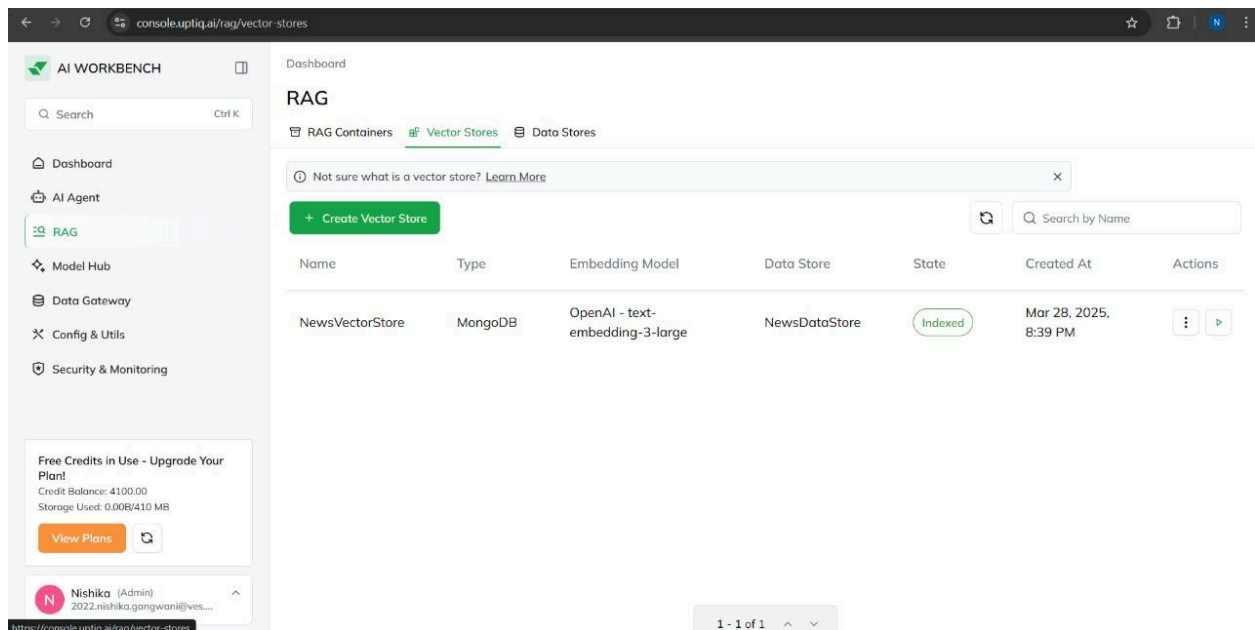 console.uptiq.ai/rag/vector-stores
N
AI WORKBENCH
Search Ctrl K
Dashboard
AI Agent
RAG
Model Hub
Data Gateway
Config & Utils
Security & Monitoring
Free Credits in Use - Upgrade Your
Plan!
Credit Balance: 4100.00
Storage Used: 0.00B/410 MB
View Plans
N
Nishika (Admin)
2022.nishika.gangwani@ves....
https://console.uptiq.ai/rag/vector-stores
Dashboard
RAG
RAG Containers Vector Stores Data Stores
Not sure what is a vector store? Learn More
+ Create Vector Store
Search by Name
Name Type Embedding Model Data Store State Created At Actions
NewsVectorStore MongoDB OpenAI - text-
embedding-3-large NewsDataStore Indexed Mar 28, 2025,
8:39 PM
1 - 1 of 1